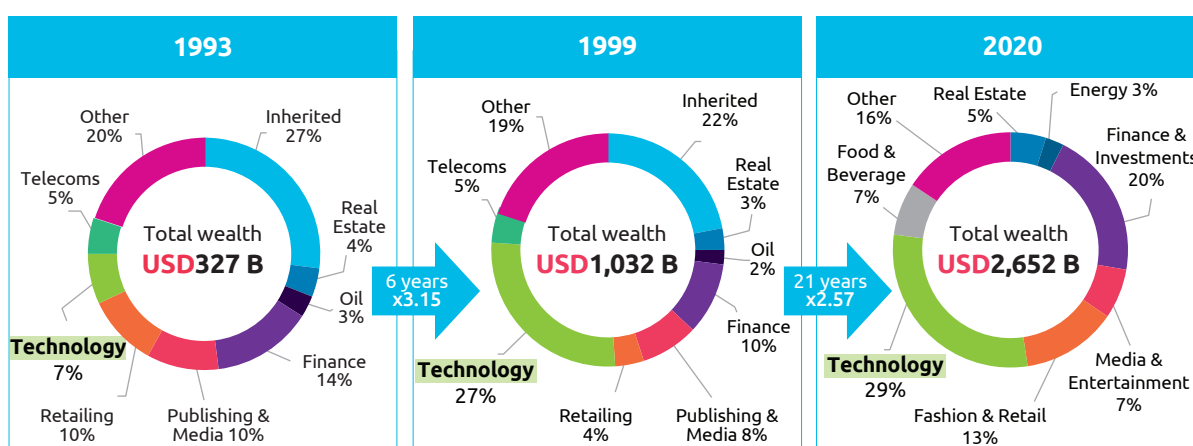 1993
Other
20%
Inherited
27%
Telecoms
5%
Real
Estate
4%
Total wealth
USD327 B
Oil
3%
Technology
7%
Finance
14%
Retailing
10%
Publishing &
Media 10%
6 years
x3.15
1999
Other
19%
Inherited
22%
Telecoms
5%
Real
Estate
3%
Total wealth
USD1,032 B
Oil
2%
Finance
10%
Technology
27%
Retailing
4%
Publishing &
Media 8%
21 years
x2.57
2020
Other
16%
Real Estate
5%
Energy 3%
Food &
Beverage
7%
Finance &
Investments
20%
Total wealth
USD2,652 B
Technology
29%
Media &
Entertainment
7%
Fashion & Retail
13%